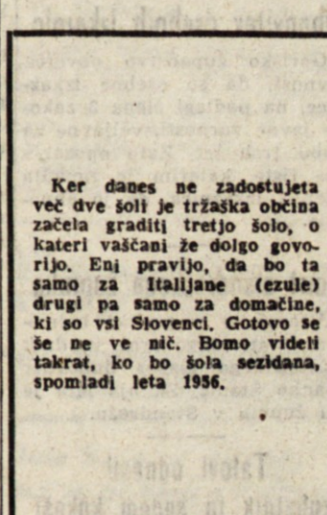 Ker danes ne zadostujeta
več dve šoli je tržaška občina
začela graditi tretjo šolo, o
kateri vaščani že dolgo govo-
rijo. Eni pravijo, da bo ta
samo za Italijane (ezule)
drugi pa samo za domačine,
ki so vsi Slovenci. Gotovo se
še ne ve nič. Bomo videli
takrat, ko bo šola sezidana,
spomladi leta 1956.